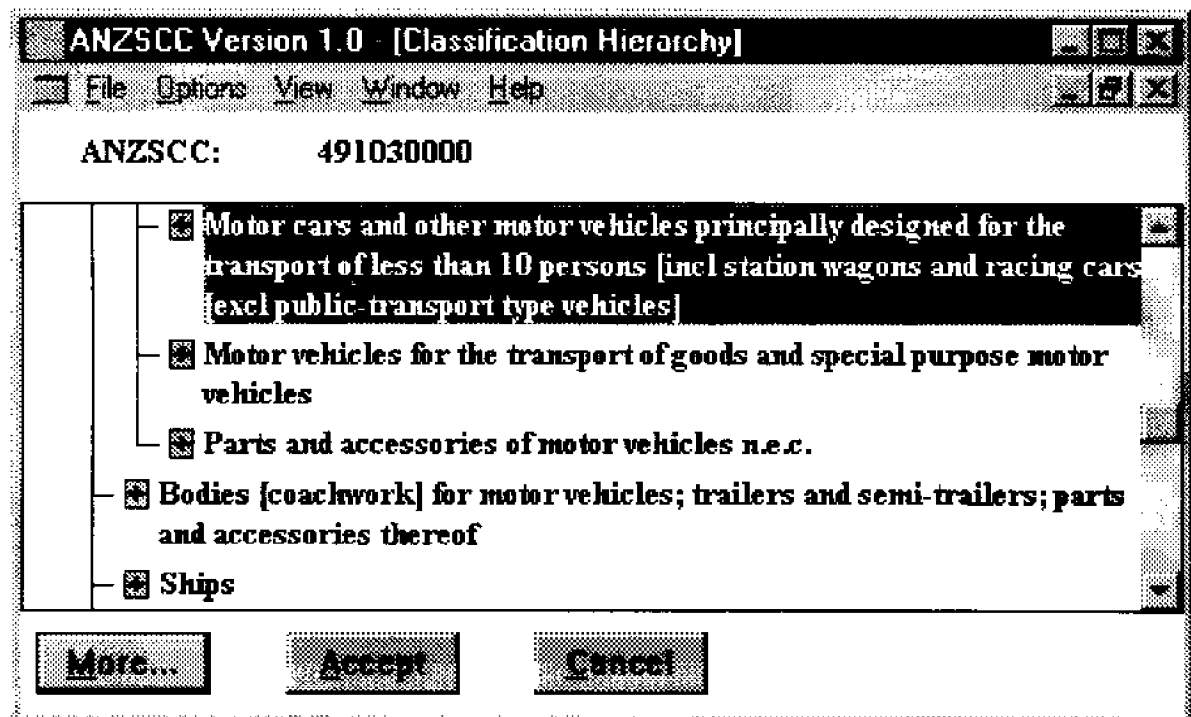 ANZSCC Version 1.0 - [Classification Hierarchy]
File Options View Window Help
ANZSCC: 491030000
Motor cars and other motor vehicles principally designed for the
transport of less than 10 persons [incl station wagons and racing cars
[excl public-transport type vehicles]
Motor vehicles for the transport of goods and special purpose motor
vehicles
Parts and accessories of motor vehicles n.e.c.
Bodies [coachwork] for motor vehicles; trailers and semi-trailers; parts
and accessories thereof
Ships
More... Accept Cancel